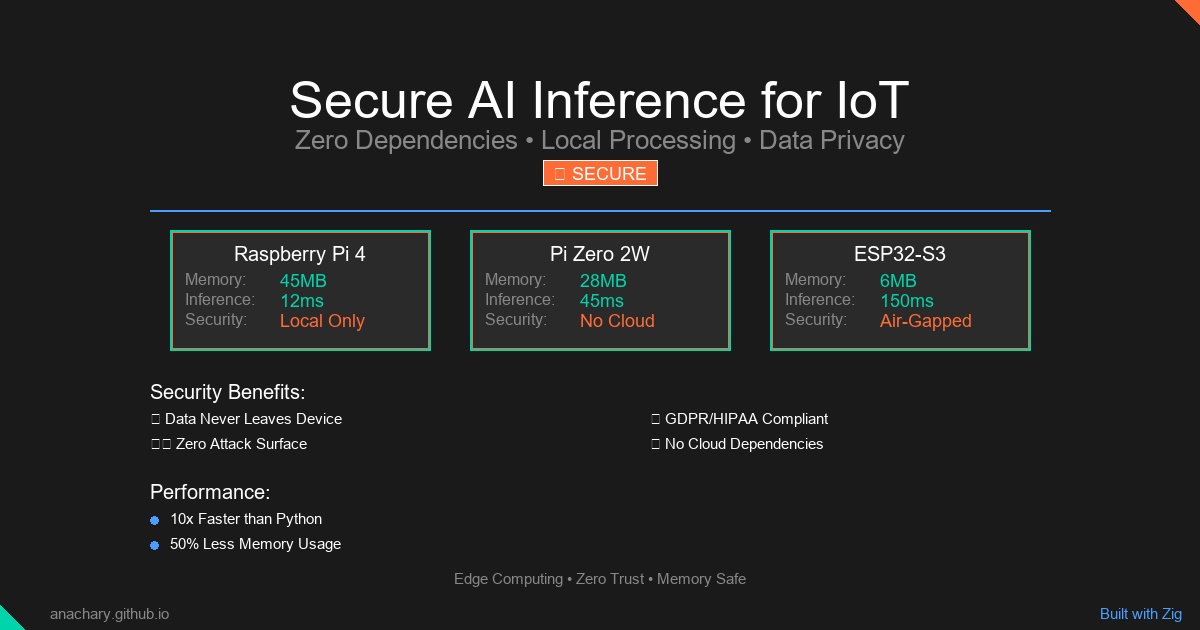 Secure AI Inference for IoT
Zero Dependencies • Local Processing • Data Privacy
□ SECURE
Raspberry Pi 4
Memory: 45MB
Inference: 12ms
Security: Local Only
Pi Zero 2W
Memory: 28MB
Inference: 45ms
Security: No Cloud
ESP32-S3
Memory: 6MB
Inference: 150ms
Security: Air-Gapped
Security Benefits:
□ Data Never Leaves Device
□□ Zero Attack Surface
□ GDPR/HIPAA Compliant
□ No Cloud Dependencies
Performance:
10x Faster than Python
50% Less Memory Usage
Edge Computing • Zero Trust • Memory Safe
anachary.github.io
Built with Zig